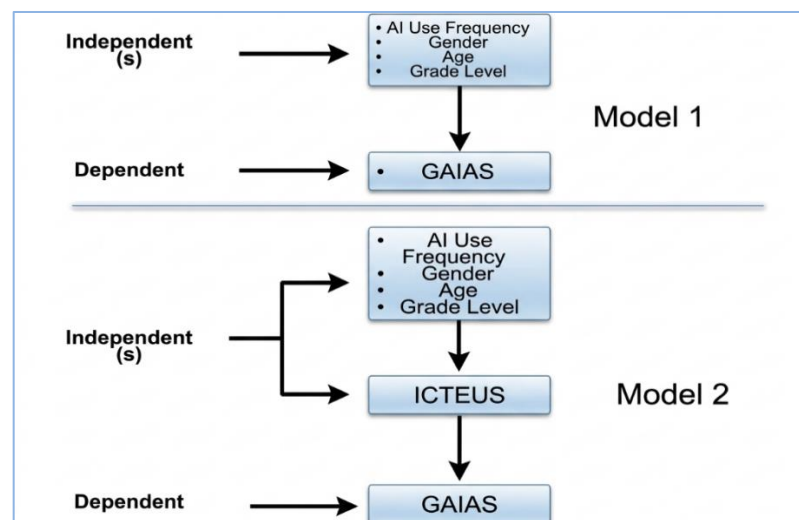 Independent
(s)
• AI Use Frequency
• Gender
• Age
• Grade Level
Model 1
Dependent
• GAIAS
• AI Use
Frequency
• Gender
• Age
• Grade Level
Independent
(s)
ICTEUS
Model 2
Dependent
GAIAS